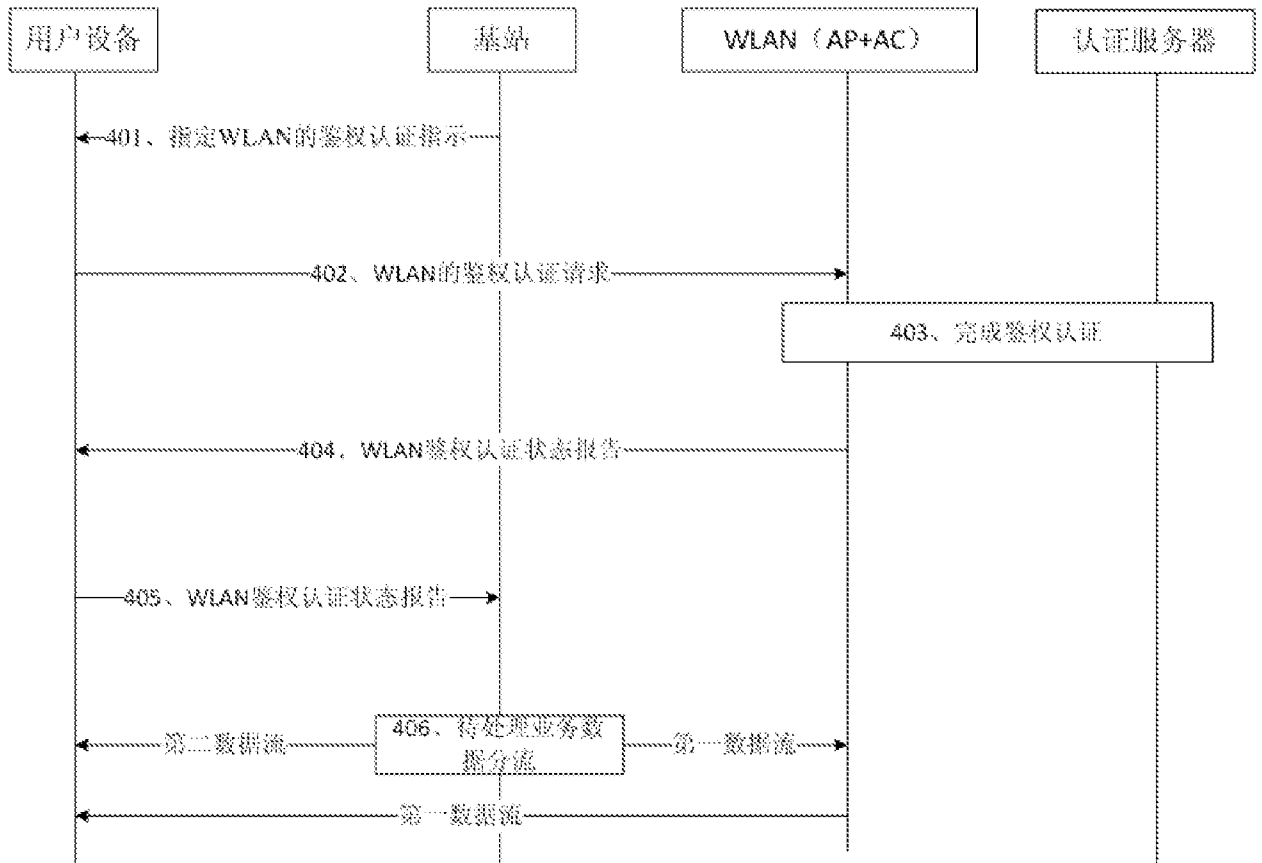 用户设备
基站
WLAN（AP+AC）
认证服务器
401、指定WLAN的鉴权认证指示
402、WLAN的鉴权认证请求
403、完成鉴权认证
404、WLAN鉴权认证状态报告
405、WLAN鉴权认证状态报告
第二数据流
406、待处理业务数
据分流
第一数据流
第一数据流